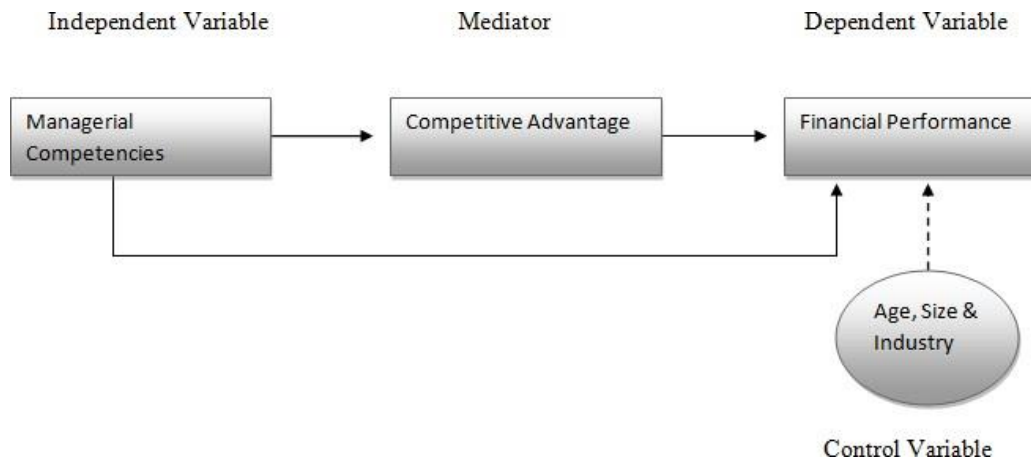 Independent Variable
Mediator
Dependent Variable
Managerial
Competencies
Competitive Advantage
Financial Performance
Age, Size &
Industry
Control Variable